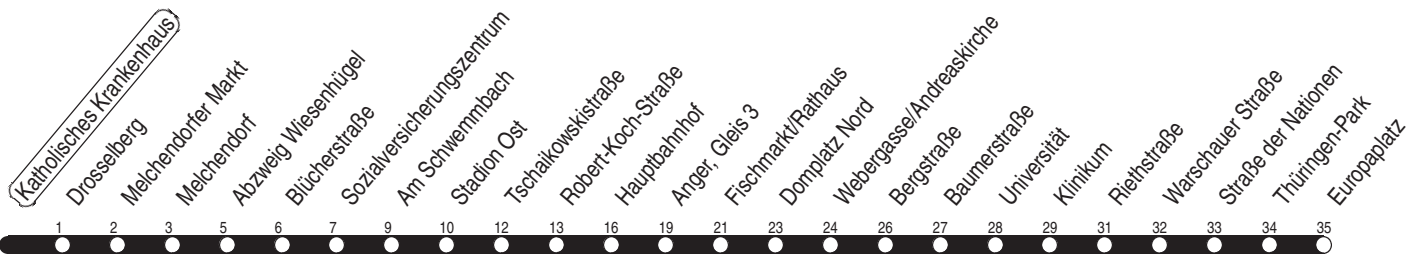 Katholisches Krankenhaus
Drosselberg
Melchendorfer Markt
Melchendorf
Abzweig Wiesenhügel
Blücherstraße
Sozialversicherungszentrum
Am Schwemmbach
Stadion Ost
Tschaikowskistraße
Robert-Koch-Straße
Hauptbahnhof
Anger, Gleis 3
Fischmarkt/Rathaus
Domplatz Nord
Webergasse/Andreaskirche
Bergstraße
Baumerstraße
Universität
Klinikum
Riethstraße
Warschauer Straße
Straße der Nationen
Thüringen-Park
Europaplatz
1 2 3 5 6 7 9 10 12 13 16 19 21 23 24 26 27 28 29 31 32 33 34 35